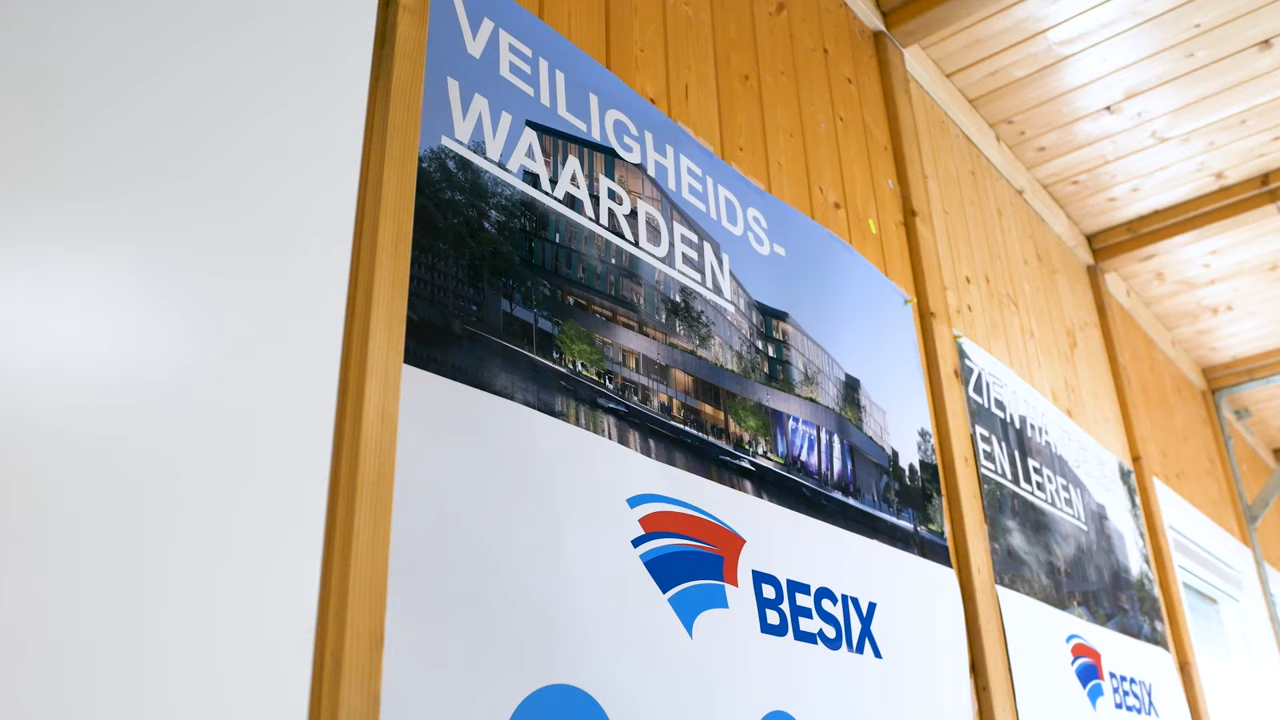 VEILIGHEIDS-
WAARDEN
BESIX
ZIEN
EN LEREN
BESIX